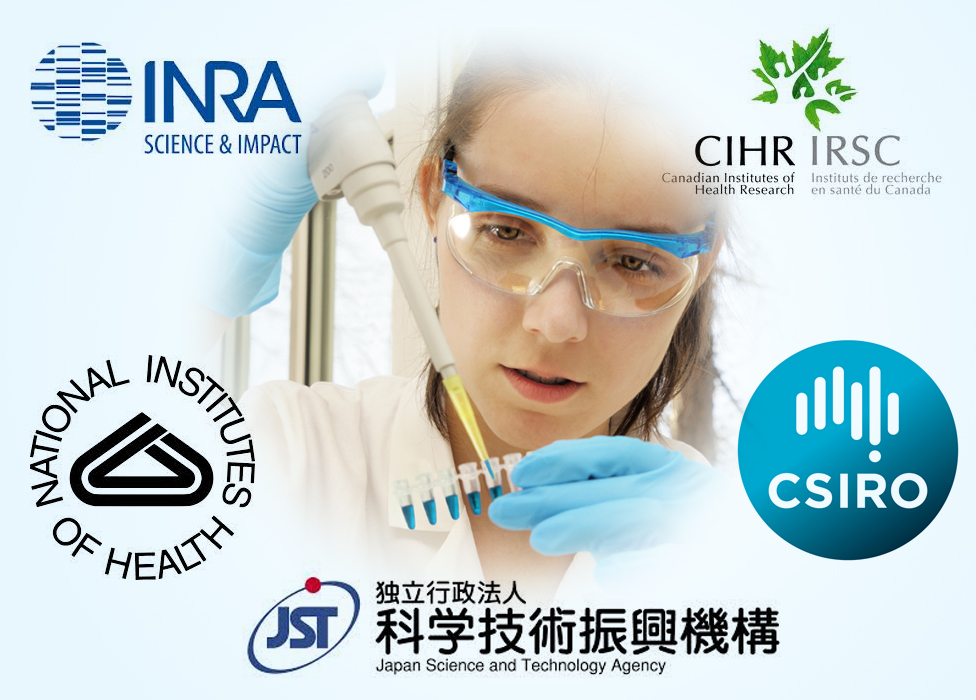 INRA
SCIENCE & IMPACT
CIHR IRSC
Canadian Institutes of Health Research
Instituts de recherche en santé du Canada
NATIONAL INSTITUTES OF HEALTH
CSIRO
JST
独立行政法人
科学技術振興機構
Japan Science and Technology Agency
200